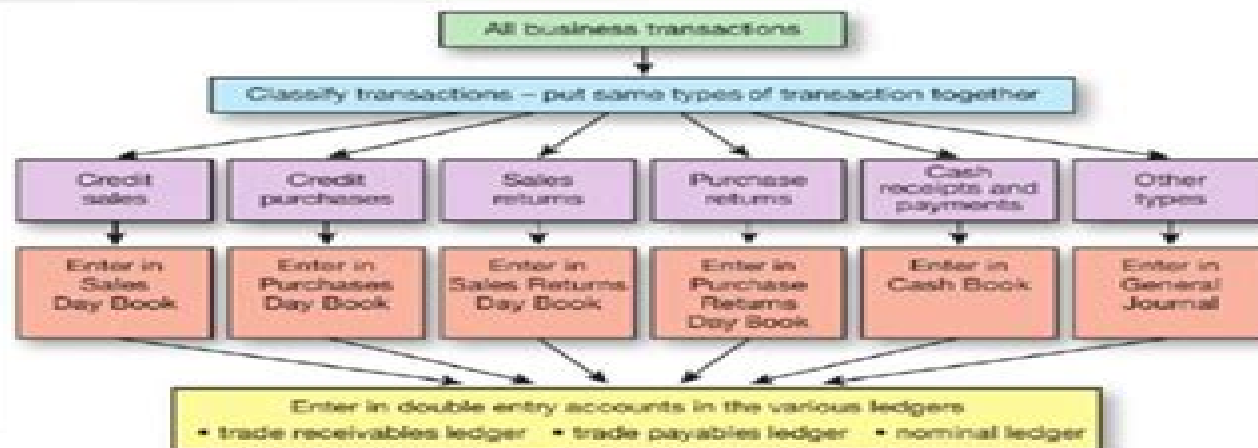 All business transactions
Classify transactions – put same types of transaction together
Credit
sales
Credit
purchases
Sales
returns
Purchase
returns
Cash
receipts and
payments
Other
types
Enter in
Sales
Day Book
Enter in
Purchases
Day Book
Enter in
Sales Returns
Day Book
Enter in
Purchase
Returns
Day Book
Enter in
Cash Book
Enter in
General
Journal
Enter in double entry accounts in the various ledgers
• trade receivables ledger • trade payables ledger • nominal ledger